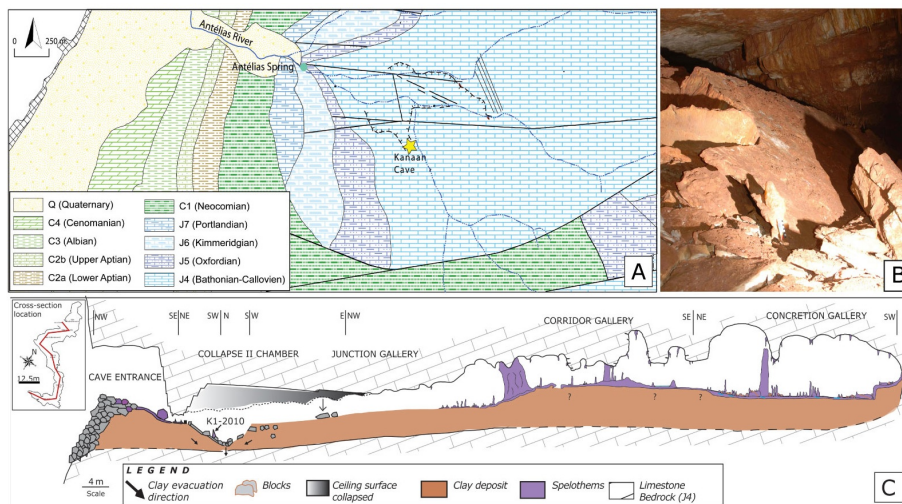 0
250 m
Antélias River
Antélias Spring
Kanaan
Cave
Q (Quaternary)
C4 (Cenomanian)
C3 (Albian)
C2b (Upper Aptian)
C2a (Lower Aptian)
C1 (Neocomian)
J7 (Portlandian)
J6 (Kimmeridgian)
J5 (Oxfordian)
J4 (Bathonian-Callovien)
A
B
Cross-section
location
N
12.5m
NW
SE NE
SW N
S W
E NW
SE NE
SW
CAVE ENTRANCE
COLLAPSE II CHAMBER
JUNCTION GALLERY
CORRIDOR GALLERY
CONCRETION GALLERY
K1-2010
? ? ?
4 m
Scale
LEGEND
Clay evacuation
direction
Blocks
Ceiling surface
collapsed
Clay deposit
Spelothems
Limestone
Bedrock (J4)
C